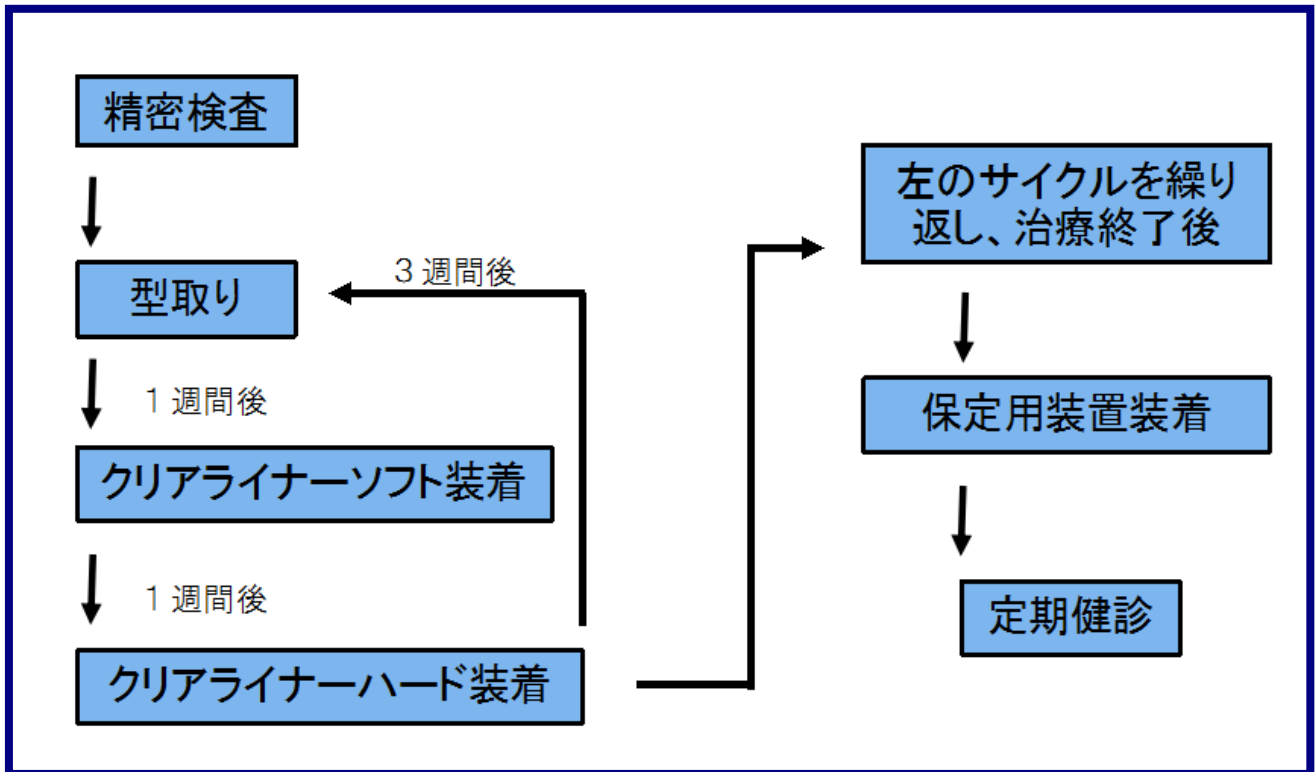 精密検査
型取り
3週間後
1週間後
クリアライナーソフト装着
1週間後
クリアライナーハード装着
左のサイクルを繰り
返し、治療終了後
保定用装置装着
定期健診